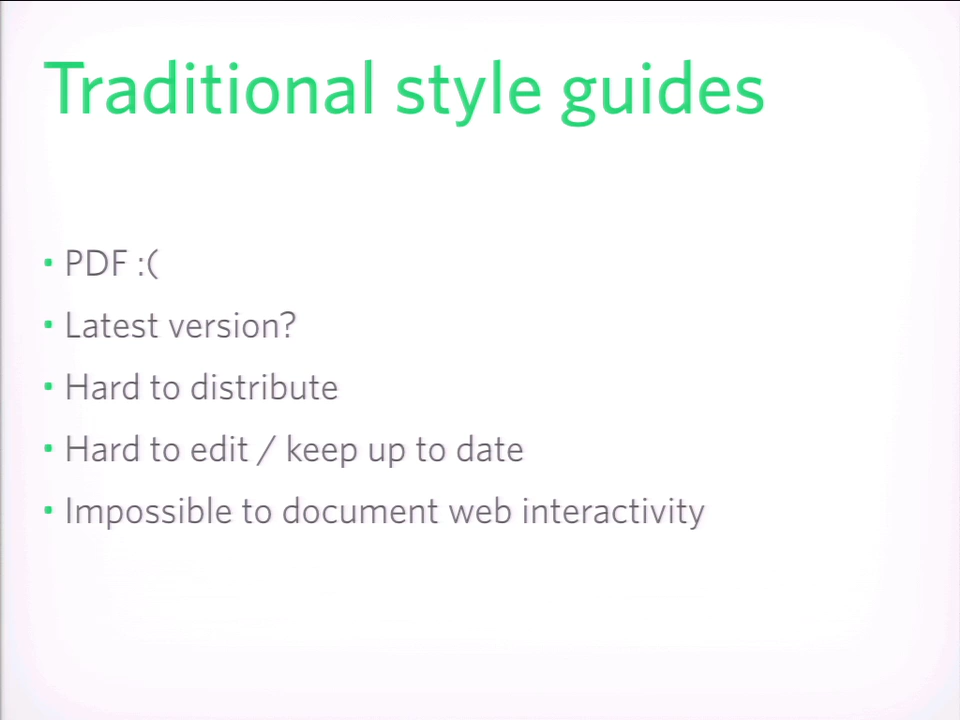 Traditional style guides
• PDF :(
• Latest version?
• Hard to distribute
• Hard to edit / keep up to date
• Impossible to document web interactivity